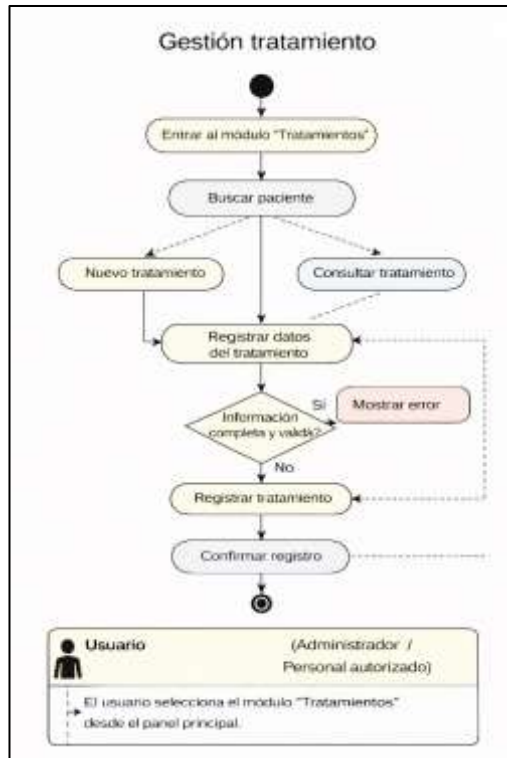 Gestión tratamiento
Entrar al módulo "Tratamientos"
Buscar paciente
Nuevo tratamiento
Consultar tratamiento
Registrar datos
del tratamiento
Información
completa y valida?
Sí
Mostrar error
No
Registrar tratamiento
Confirmar registro
Usuario
(Administrador /
Personal autorizado)
El usuario selecciona el módulo "Tratamientos"
desde el panel principal.